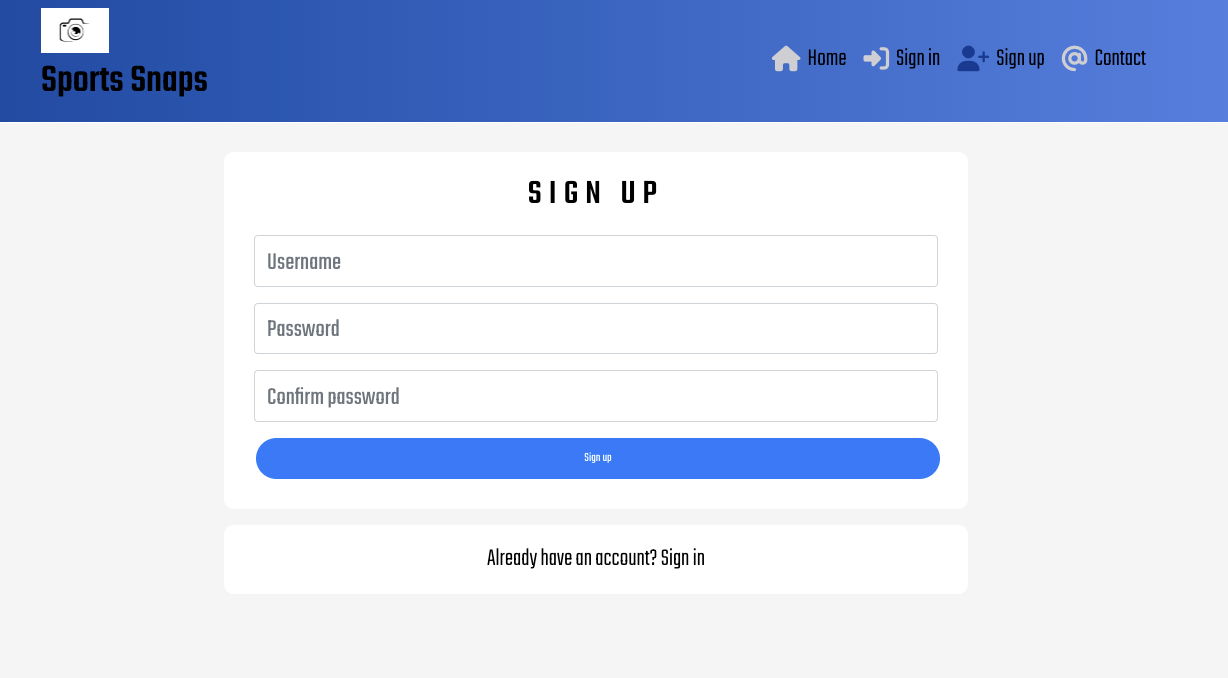 Sports Snaps
Home Sign in Sign up Contact
SIGN UP
Username
Password
Confirm password
Sign up
Already have an account? Sign in